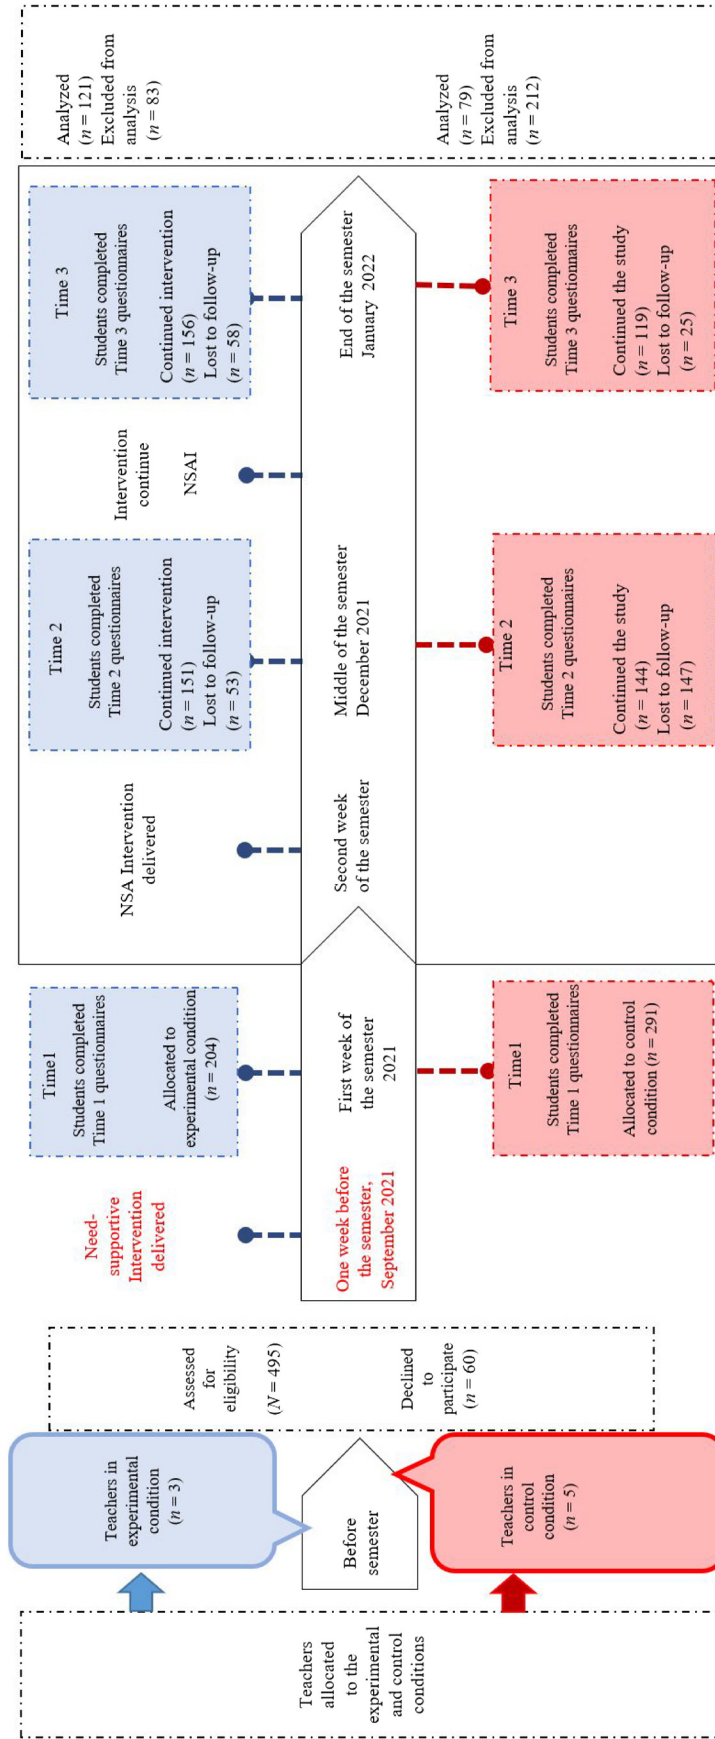 Teachers
allocated
to the
experimental
and control
conditions
Teachers in
experimental
condition
(n = 3)
Before
semester
Teachers in
control
condition
(n = 5)
Assessed
for
eligibility
(N = 495)
Declined
to
participate
(n = 60)
Need-
supportive
Intervention
delivered
One week before
the semester,
September 2021
Time1
Students completed
Time 1 questionnaires
Allocated to
experimental condition
(n = 204)
First week of
the semester
2021
Time1
Students completed
Time 1 questionnaires
Allocated to control
condition (n = 291)
NSA Intervention
delivered
Second week
of the semester
Time 2
Students completed
Time 2 questionnaires
Continued intervention
(n = 151)
Lost to follow-up
(n = 53)
Middle of the semester
December 2021
Time 2
Students completed
Time 2 questionnaires
Continued the study
(n = 144)
Lost to follow-up
(n = 147)
Intervention
continue
NSAI
Time 3
Students completed
Time 3 questionnaires
Continued intervention
(n = 156)
Lost to follow-up
(n = 58)
End of the semester
January 2022
Time 3
Students completed
Time 3 questionnaires
Continued the study
(n = 119)
Lost to follow-up
(n = 25)
Analyzed
(n = 121)
Excluded from
analysis
(n = 83)
Analyzed
(n = 79)
Excluded from
analysis
(n = 212)